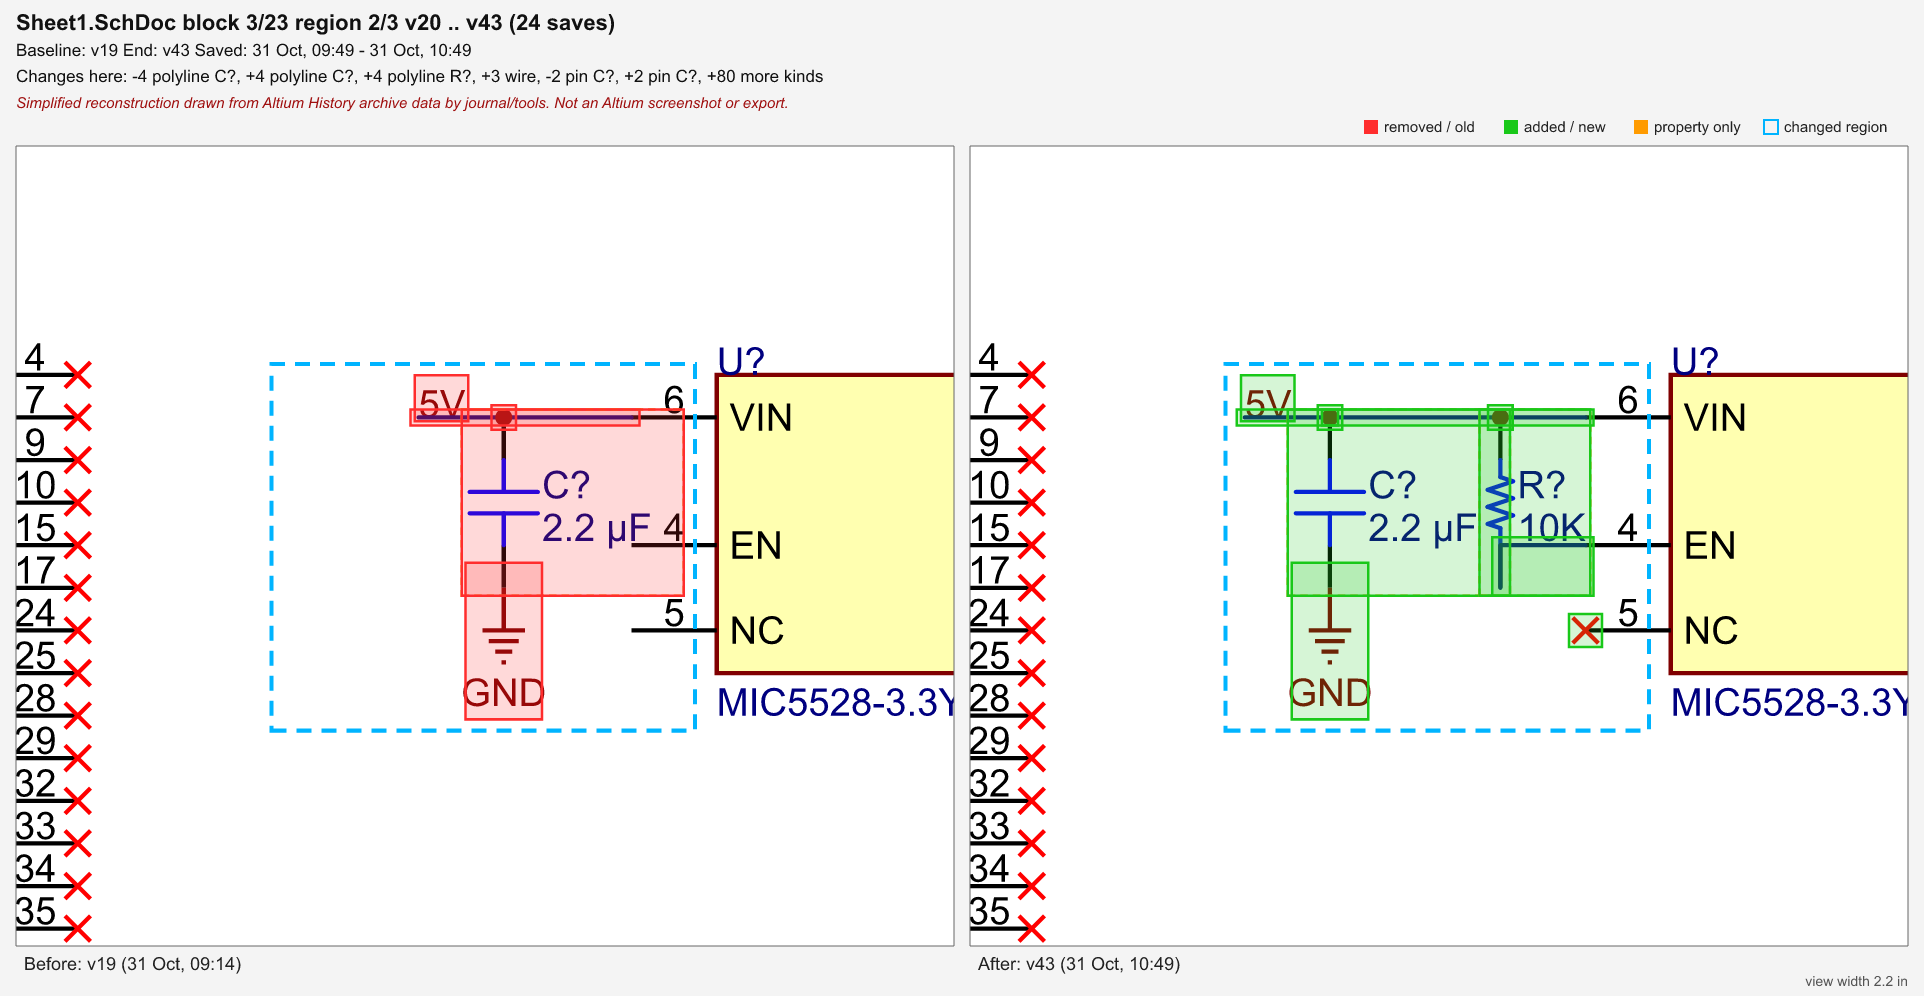 Sheet1.SchDoc block 3/23 region 2/3 v20 .. v43 (24 saves)
Baseline: v19 End: v43 Saved: 31 Oct, 09:49 - 31 Oct, 10:49
Changes here: -4 polyline C?, +4 polyline C?, +4 polyline R?, +3 wire, -2 pin C?, +2 pin C?, +80 more kinds
Simplified reconstruction drawn from Altium History archive data by journal/tools. Not an Altium screenshot or export.
removed / old
added / new
property only
changed region
4
7
9
10
15
17
24
25
28
29
32
33
34
35
5V
C?
2.2 µF
GND
U?
6
VIN
4
EN
5
NC
MIC5528-3.3Y
4
7
9
10
15
17
24
25
28
29
32
33
34
35
5V
C?
2.2 µF
GND
R?
10K
U?
6
VIN
4
EN
5
NC
MIC5528-3.3Y
Before: v19 (31 Oct, 09:14)
After: v43 (31 Oct, 10:49)
view width 2.2 in